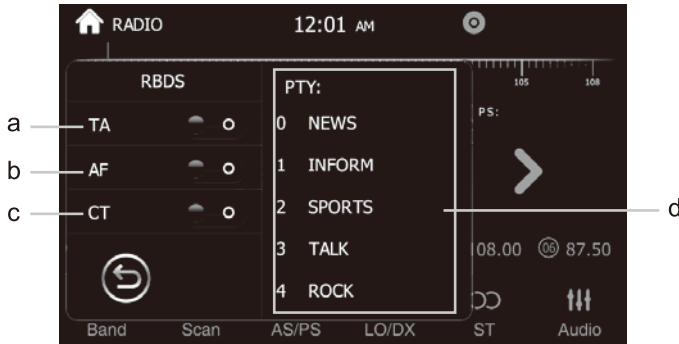 RADIO 12:01 AM
RBDS
PTY:
105 108
PS:
a TA
0 NEWS
b AF
1 INFORM
c CT
2 SPORTS
d
3 TALK
4 ROCK
108.00 06 87.50
Band Scan AS/PS LO/DX ST Audio